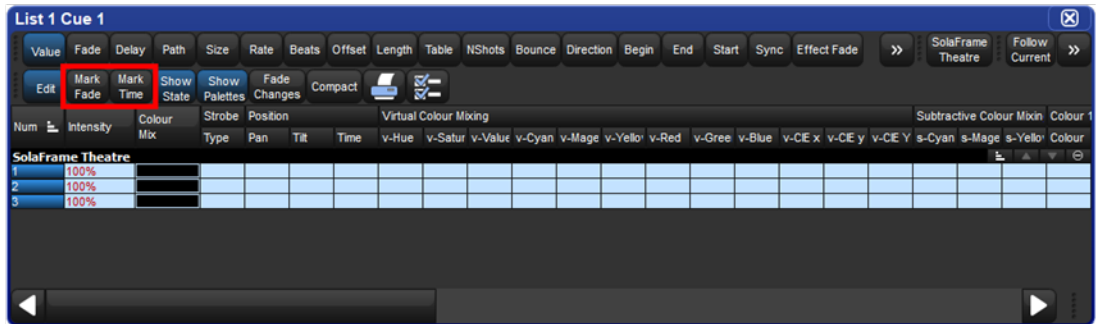 List 1 Cue 1
Value Fade Delay Path Size Rate Beats Offset Length Table NShots Bounce Direction Begin End Start Sync Effect Fade » SolaFrame Theatre Follow Current »
Edit Mark Fade Mark Time Show State Show Palettes Fade Changes Compact
Num Intensity Colour Mix Strobe Position Virtual Colour Mixing Subtractive Colour Mixin Colour 1
Type Pan Tilt Time v-Hue v-Satur v-Value v-Cyan v-Mage v-Yello v-Red v-Gree v-Blue v-CIE x v-CIE y v-CIE Y s-Cyan s-Mage s-Yello Colour
SolaFrame Theatre
1 100%
2 100%
3 100%